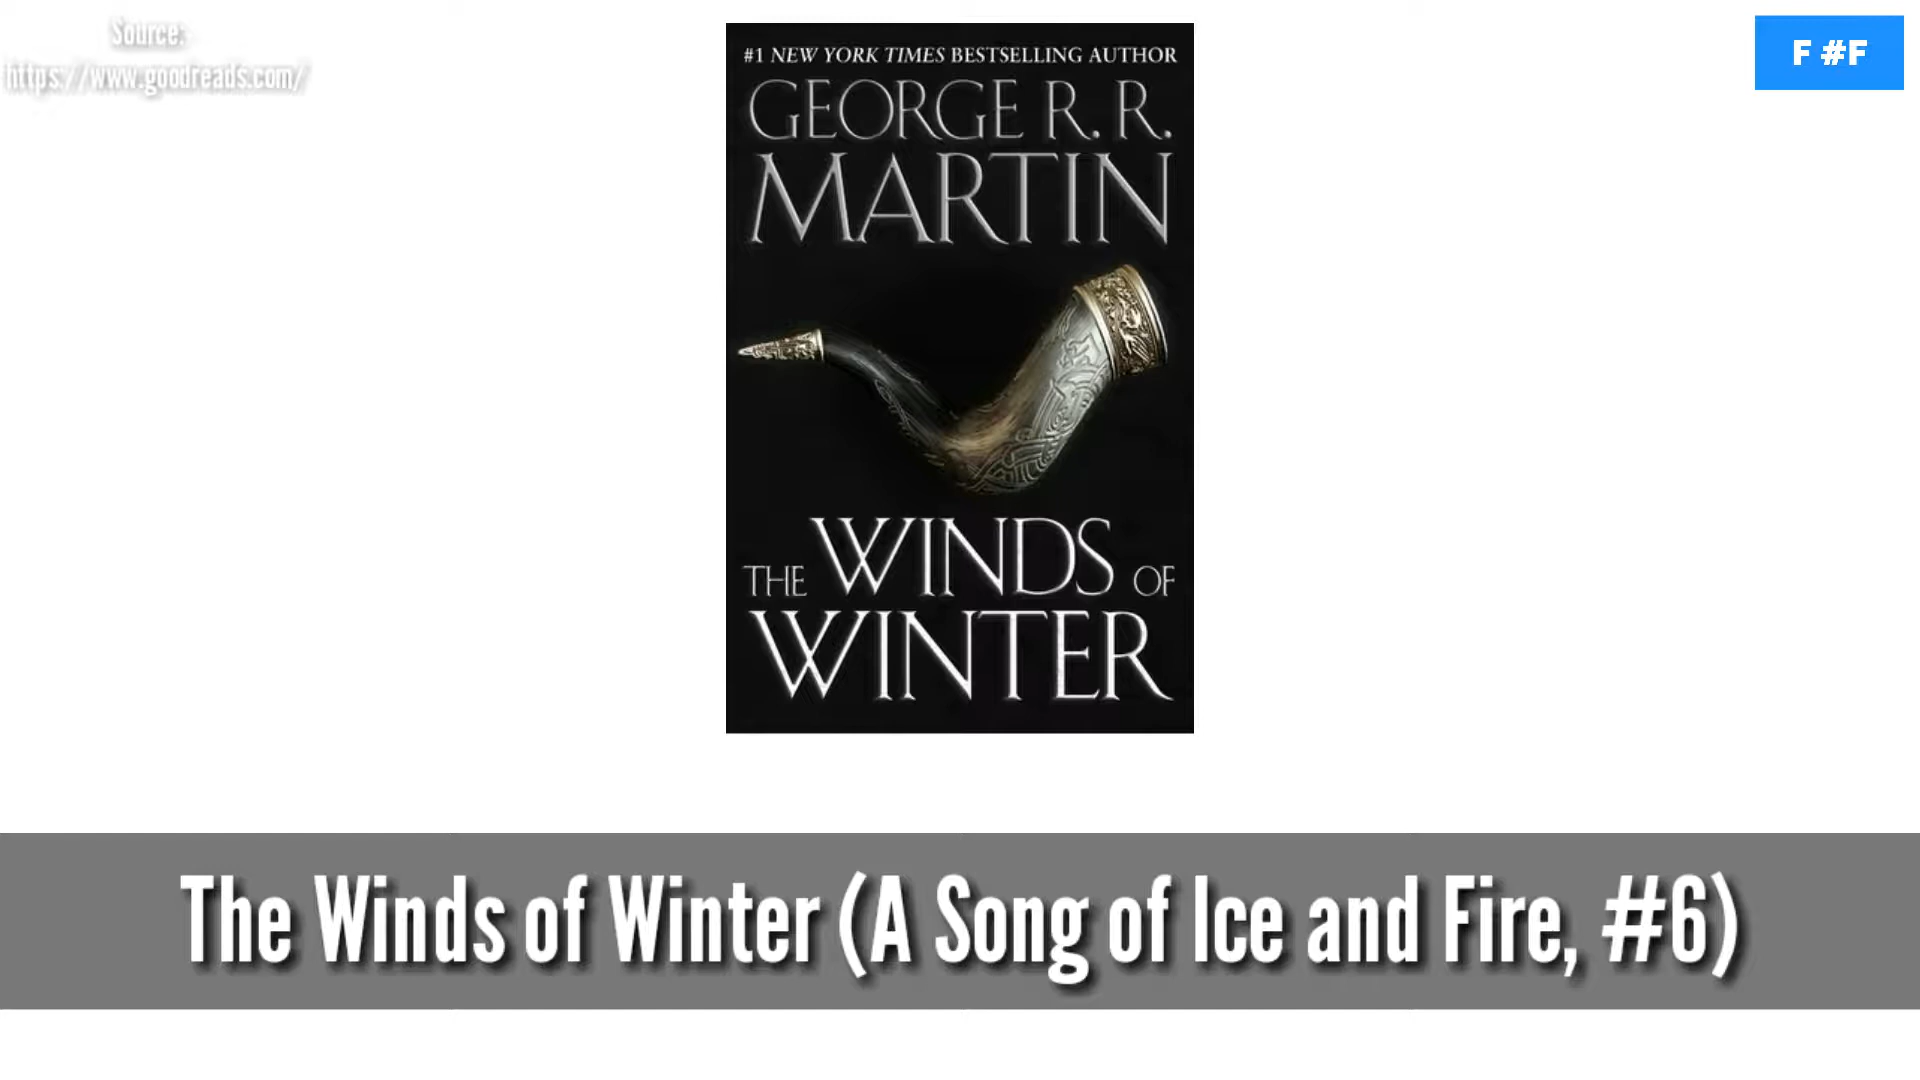 Source:
https://www.goodreads.com/
F #F
#1 NEW YORK TIMES BESTSELLING AUTHOR
GEORGE R. R.
MARTIN
THE WINDS OF
WINTER
The Winds of Winter (A Song of Ice and Fire, #6)